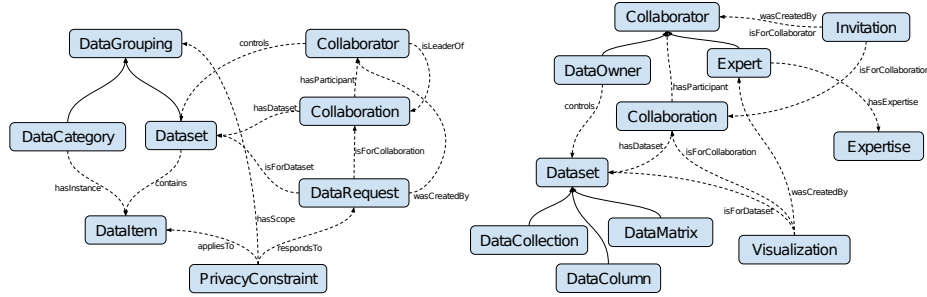 DataGrouping
controls
Collaborator
isLeaderOf
hasParticipant
hasDataset
Collaboration
DataCategory
Dataset
isForCollaboration
isForDataset
hasInstance
contains
DataRequest
wasCreatedBy
DataItem
hasScope
appliesTo
respondsTo
PrivacyConstraint
Collaborator
wasCreatedBy
Invitation
isForCollaborator
DataOwner
Expert
isForCollaboration
controls
hasParticipant
hasExpertise
Collaboration
hasDataset
isForCollaboration
Expertise
Dataset
wasCreatedBy
isForDataset
DataCollection
DataMatrix
Visualization
DataColumn